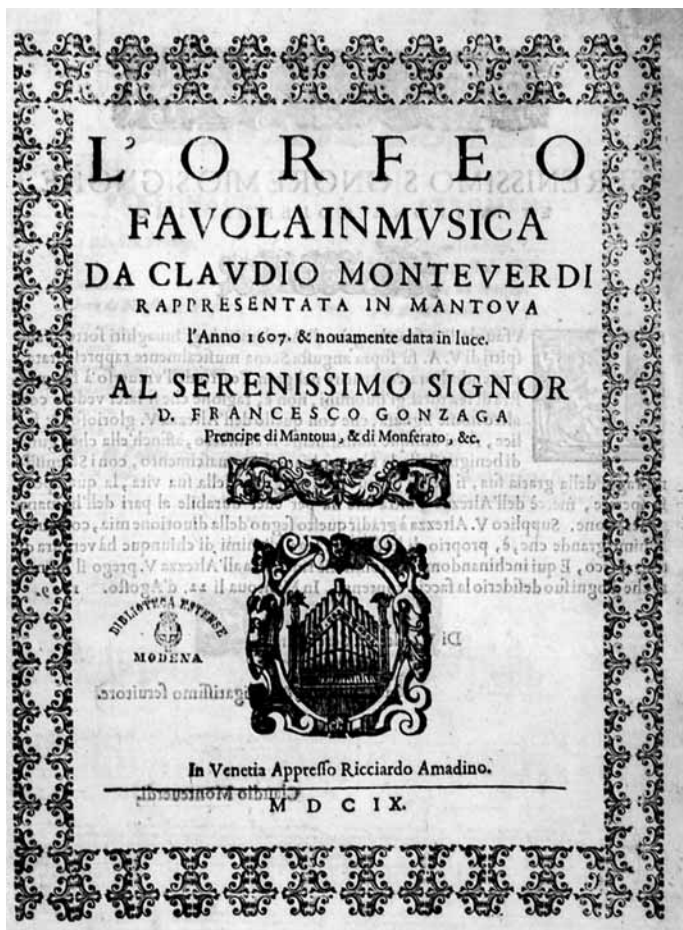 L' O R F E O
FAVOLA IN MVSICA
DA CLAVDIO MONTEVERDI
RAPPRESENTATA IN MANTOVA
l'Anno 1607. & nouamente data in luce.
AL SERENISSIMO SIGNOR
D. FRANCESCO GONZAGA
Prencipe di Mantoua, & di Monferato, &c.
BIBLIOTECA ESTENSE
MODENA
In Venetia Appresso Ricciardo Amadino.
M D C IX.